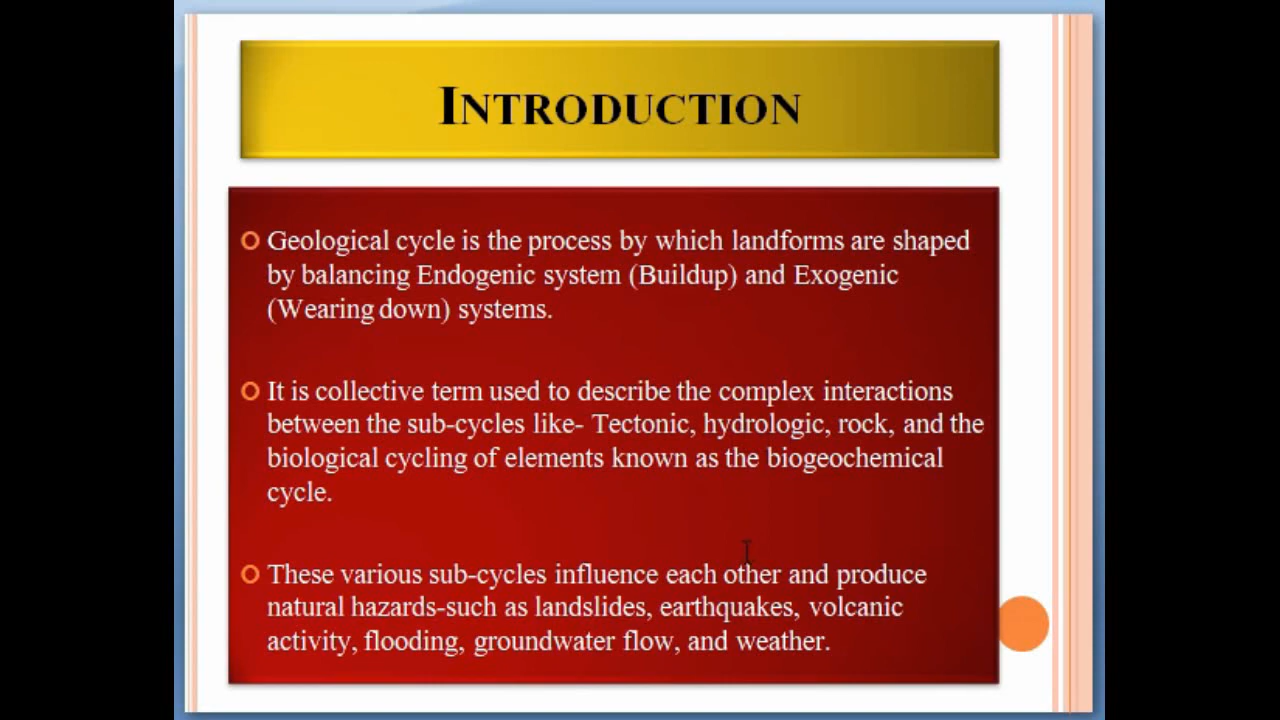 INTRODUCTION
Geological cycle is the process by which landforms are shaped
by balancing Endogenic system (Buildup) and Exogenic
(Wearing down) systems.
It is collective term used to describe the complex interactions
between the sub-cycles like- Tectonic, hydrologic, rock, and the
biological cycling of elements known as the biogeochemical
cycle.
These various sub-cycles influence each other and produce
natural hazards-such as landslides, earthquakes, volcanic
activity, flooding, groundwater flow, and weather.